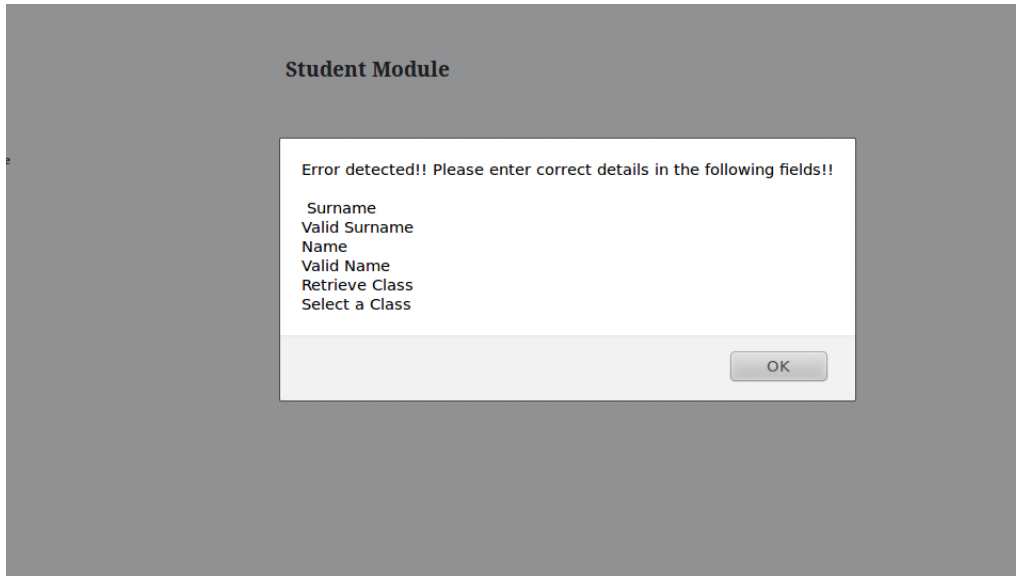 Student Module
e
Error detected!! Please enter correct details in the following fields!!
Surname
Valid Surname
Name
Valid Name
Retrieve Class
Select a Class
OK